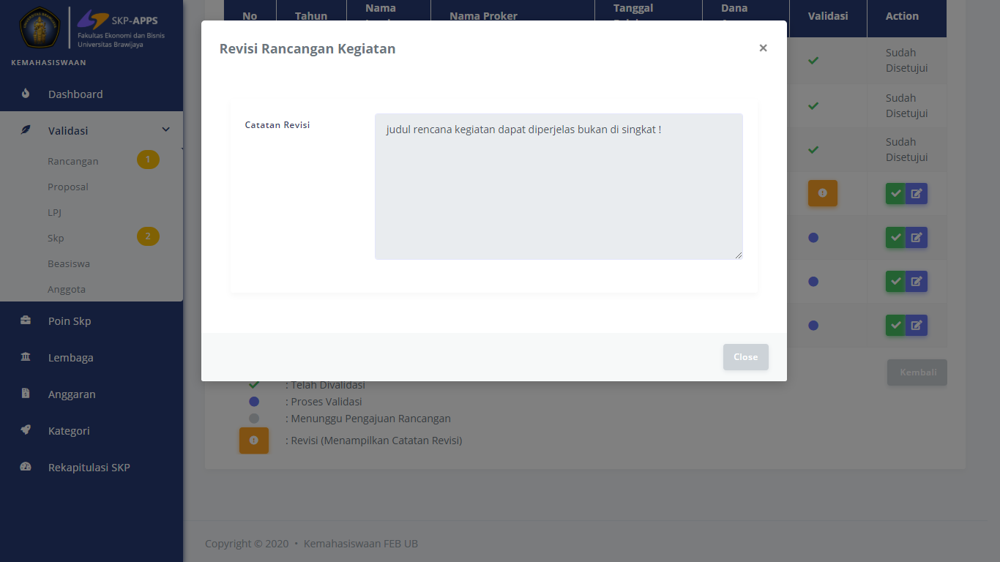 SKP-APPS
Fakultas Ekonomi dan Bisnis
Universitas Brawijaya
KEMAHASISWAAN
Dashboard
Validasi
Rancangan 1
Proposal
LPJ
Skp 2
Beasiswa
Anggota
Poin Skp
Lembaga
Anggaran
Kategori
Rekapitulasi SKP
No Tahun Nama Nama Proker Tanggal Dana Validasi Action
Revisi Rancangan Kegiatan ×
Catatan Revisi
judul rencana kegiatan dapat diperjelas bukan di singkat !
Close
Sudah
Disetujui
Sudah
Disetujui
Sudah
Disetujui
Kembali
: Telah Divalidasi
: Proses Validasi
: Menunggu Pengajuan Rancangan
: Revisi (Menampilkan Catatan Revisi)
Copyright © 2020 • Kemahasiswaan FEB UB